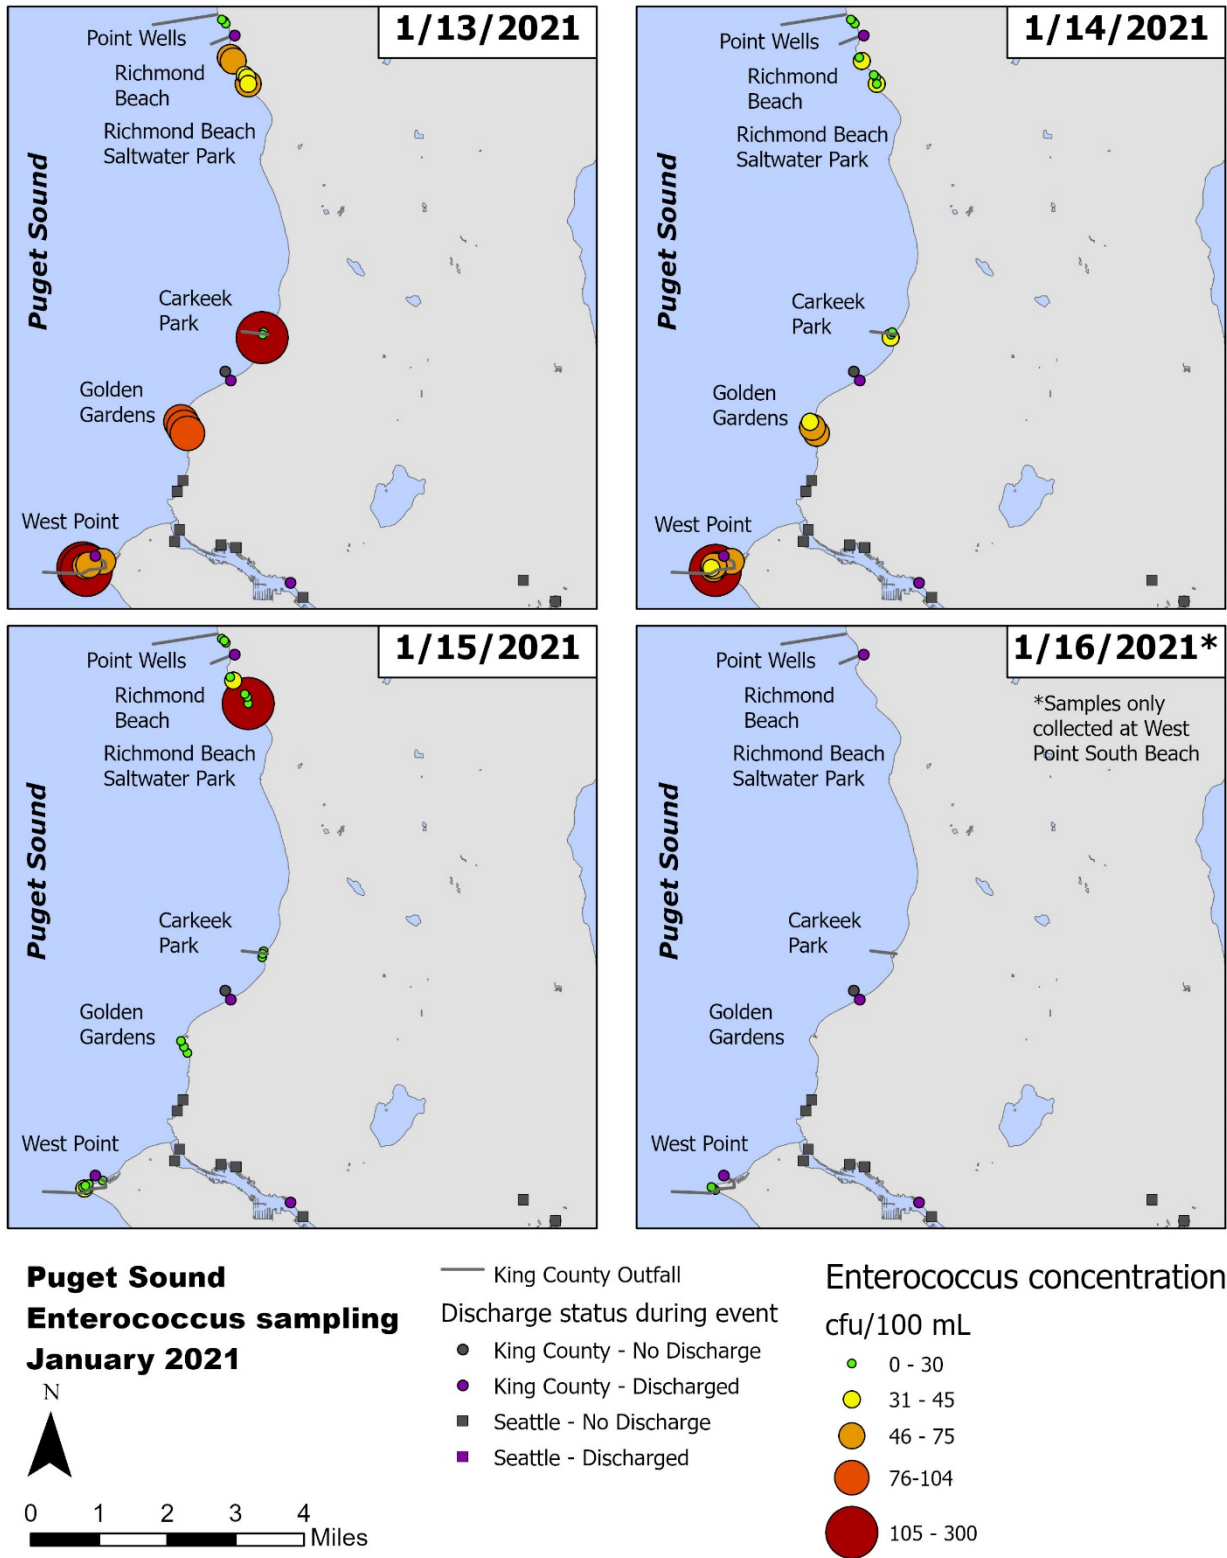 1/13/2021
Point Wells
Richmond
Beach
Richmond Beach
Saltwater Park
Puget Sound
Carkeek
Park
Golden
Gardens
West Point
1/14/2021
Point Wells
Richmond
Beach
Richmond Beach
Saltwater Park
Puget Sound
Carkeek
Park
Golden
Gardens
West Point
1/15/2021
Point Wells
Richmond
Beach
Richmond Beach
Saltwater Park
Puget Sound
Carkeek
Park
Golden
Gardens
West Point
1/16/2021*
*Samples only
collected at West
Point South Beach
Point Wells
Richmond
Beach
Richmond Beach
Saltwater Park
Puget Sound
Carkeek
Park
Golden
Gardens
West Point
Puget Sound
Enterococcus sampling
January 2021
N
0 1 2 3 4
Miles
King County Outfall
Discharge status during event
King County - No Discharge
King County - Discharged
Seattle - No Discharge
Seattle - Discharged
Enterococcus concentration
cfu/100 mL
0 - 30
31 - 45
46 - 75
76-104
105 - 300